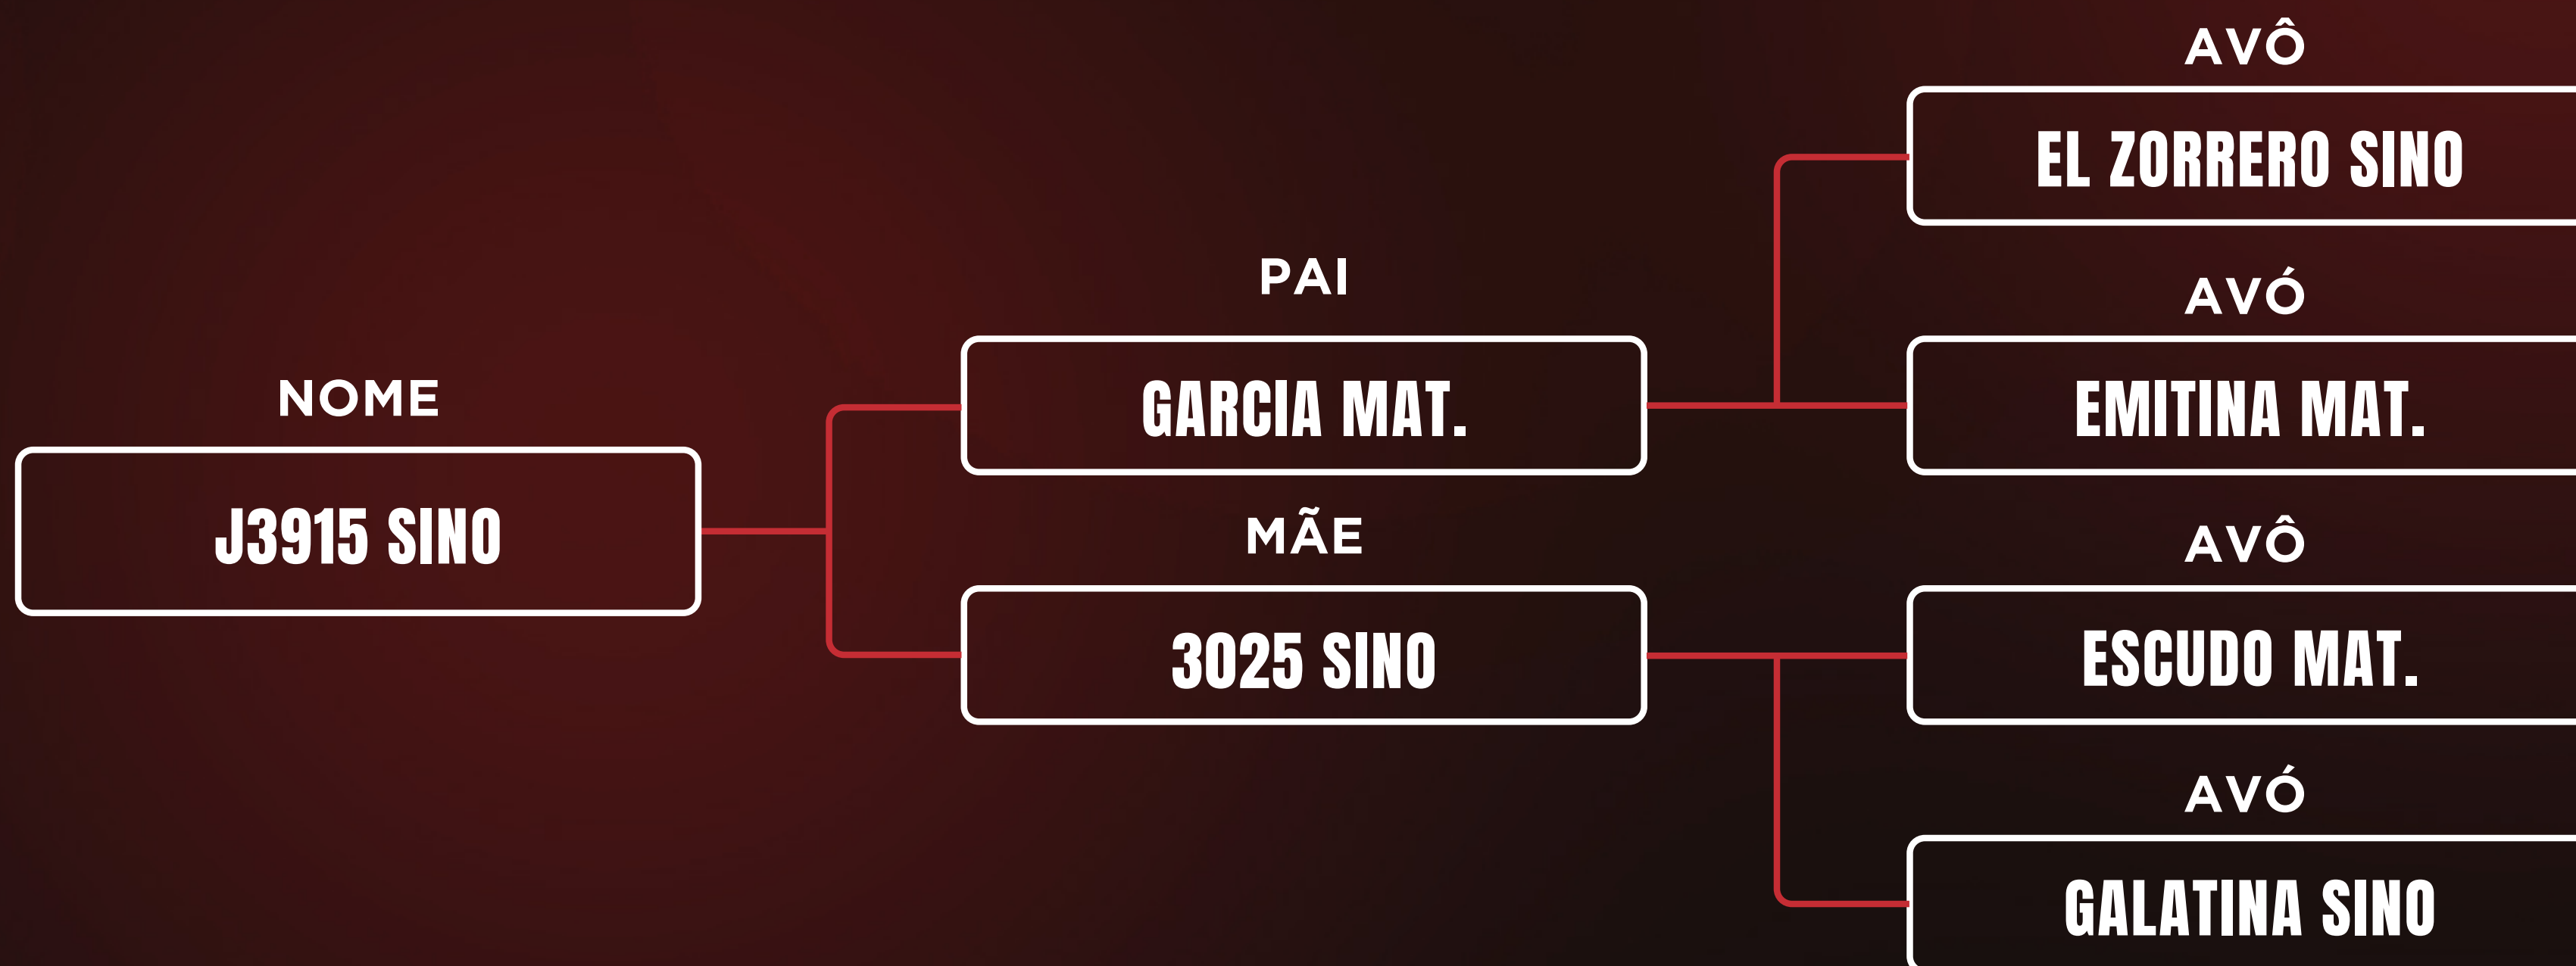 AVÔ
EL ZORRERO SINO
PAI
AVÓ
NOME
GARCIA MAT.
EMITINA MAT.
J3915 SINO
MÃE
AVÔ
3025 SINO
ESCUDO MAT.
AVÓ
GALATINA SINO